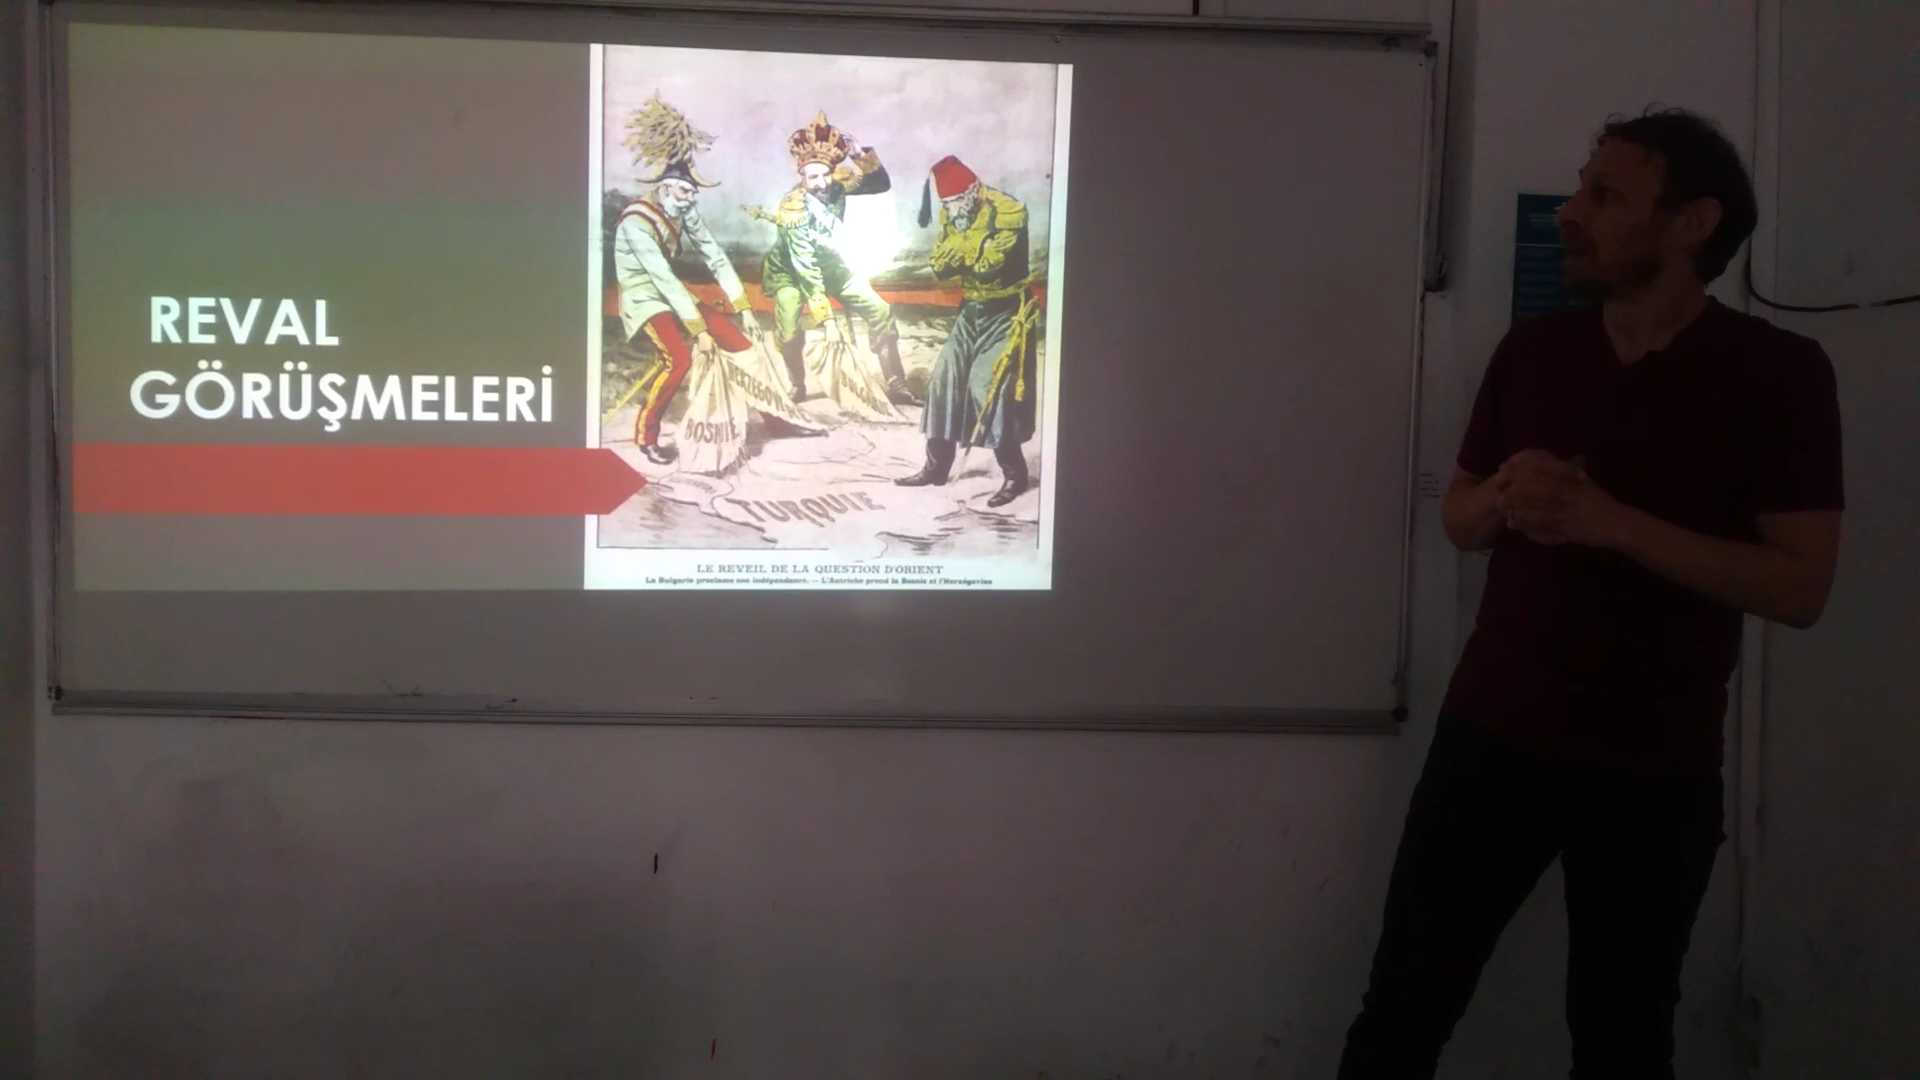 REVAL
GÖRÜŞMELERİ
HERZEGOVINE
BULGARIE
BOSNIE
TURQUIE
LE REVEIL DE LA QUESTION D'ORIENT
La Bulgarie proclame son indépendance. — L'Autriche prend la Bosnie et l'Herzégovine